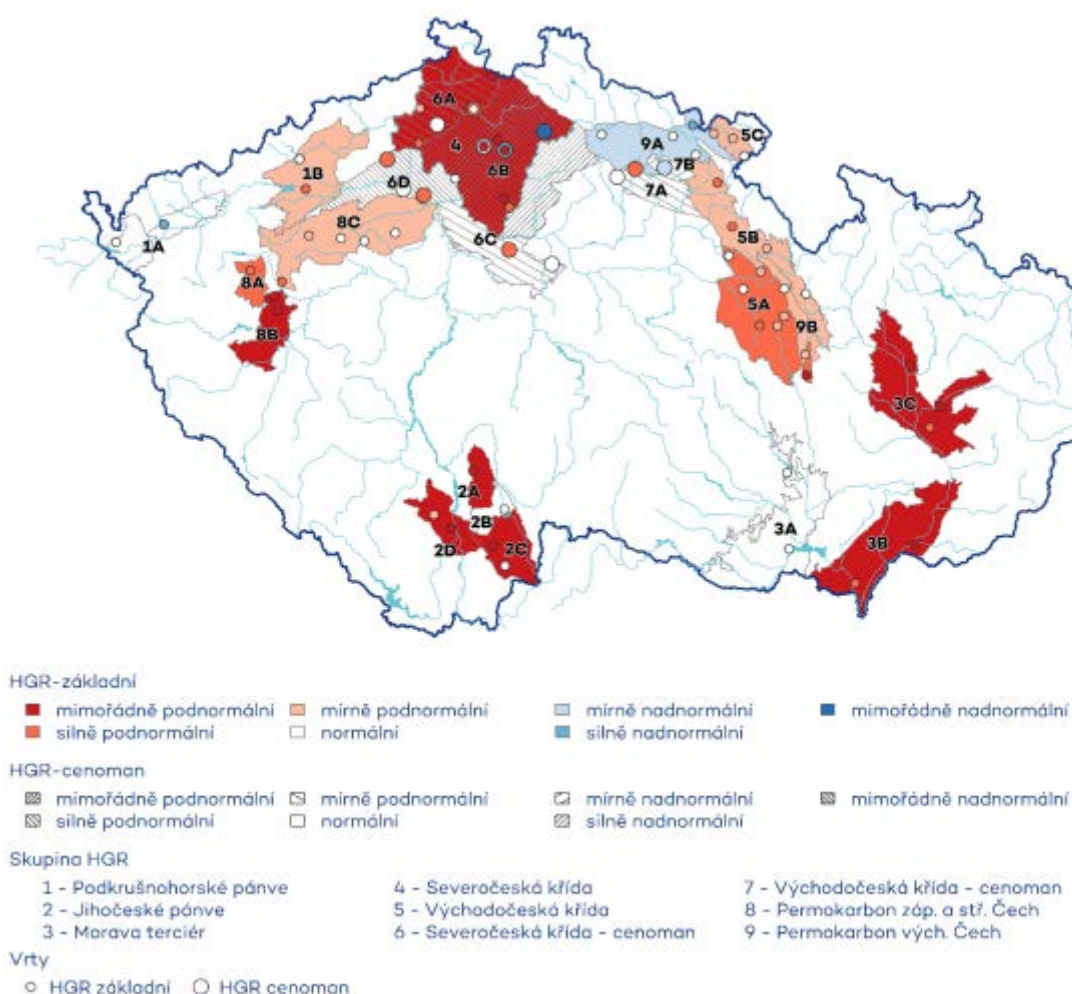 6A
5C
4
9A
1B
6B
7B
6D
7A
8C
1A
6C
5B
8A
5A
8B
9B
3C
2A
2B
3A
2D
2C
3B
HGR-základní
mimořádně podnormální mírně podnormální mírně nadnormální mimořádně nadnormální
silně podnormální normální silně nadnormální
HGR-cenoman
mimořádně podnormální mírně podnormální mírně nadnormální mimořádně nadnormální
silně podnormální normální silně nadnormální
Skupina HGR
1 - Podkrušnohorské pánve 4 - Severočeská křída 7 - Východočeská křída - cenoman
2 - Jihočeské pánve 5 - Východočeská křída 8 - Permokarbon záp. a stř. Čech
3 - Morava terciér 6 - Severočeská křída - cenoman 9 - Permokarbon vých. Čech
Vrty
HGR základní HGR cenoman